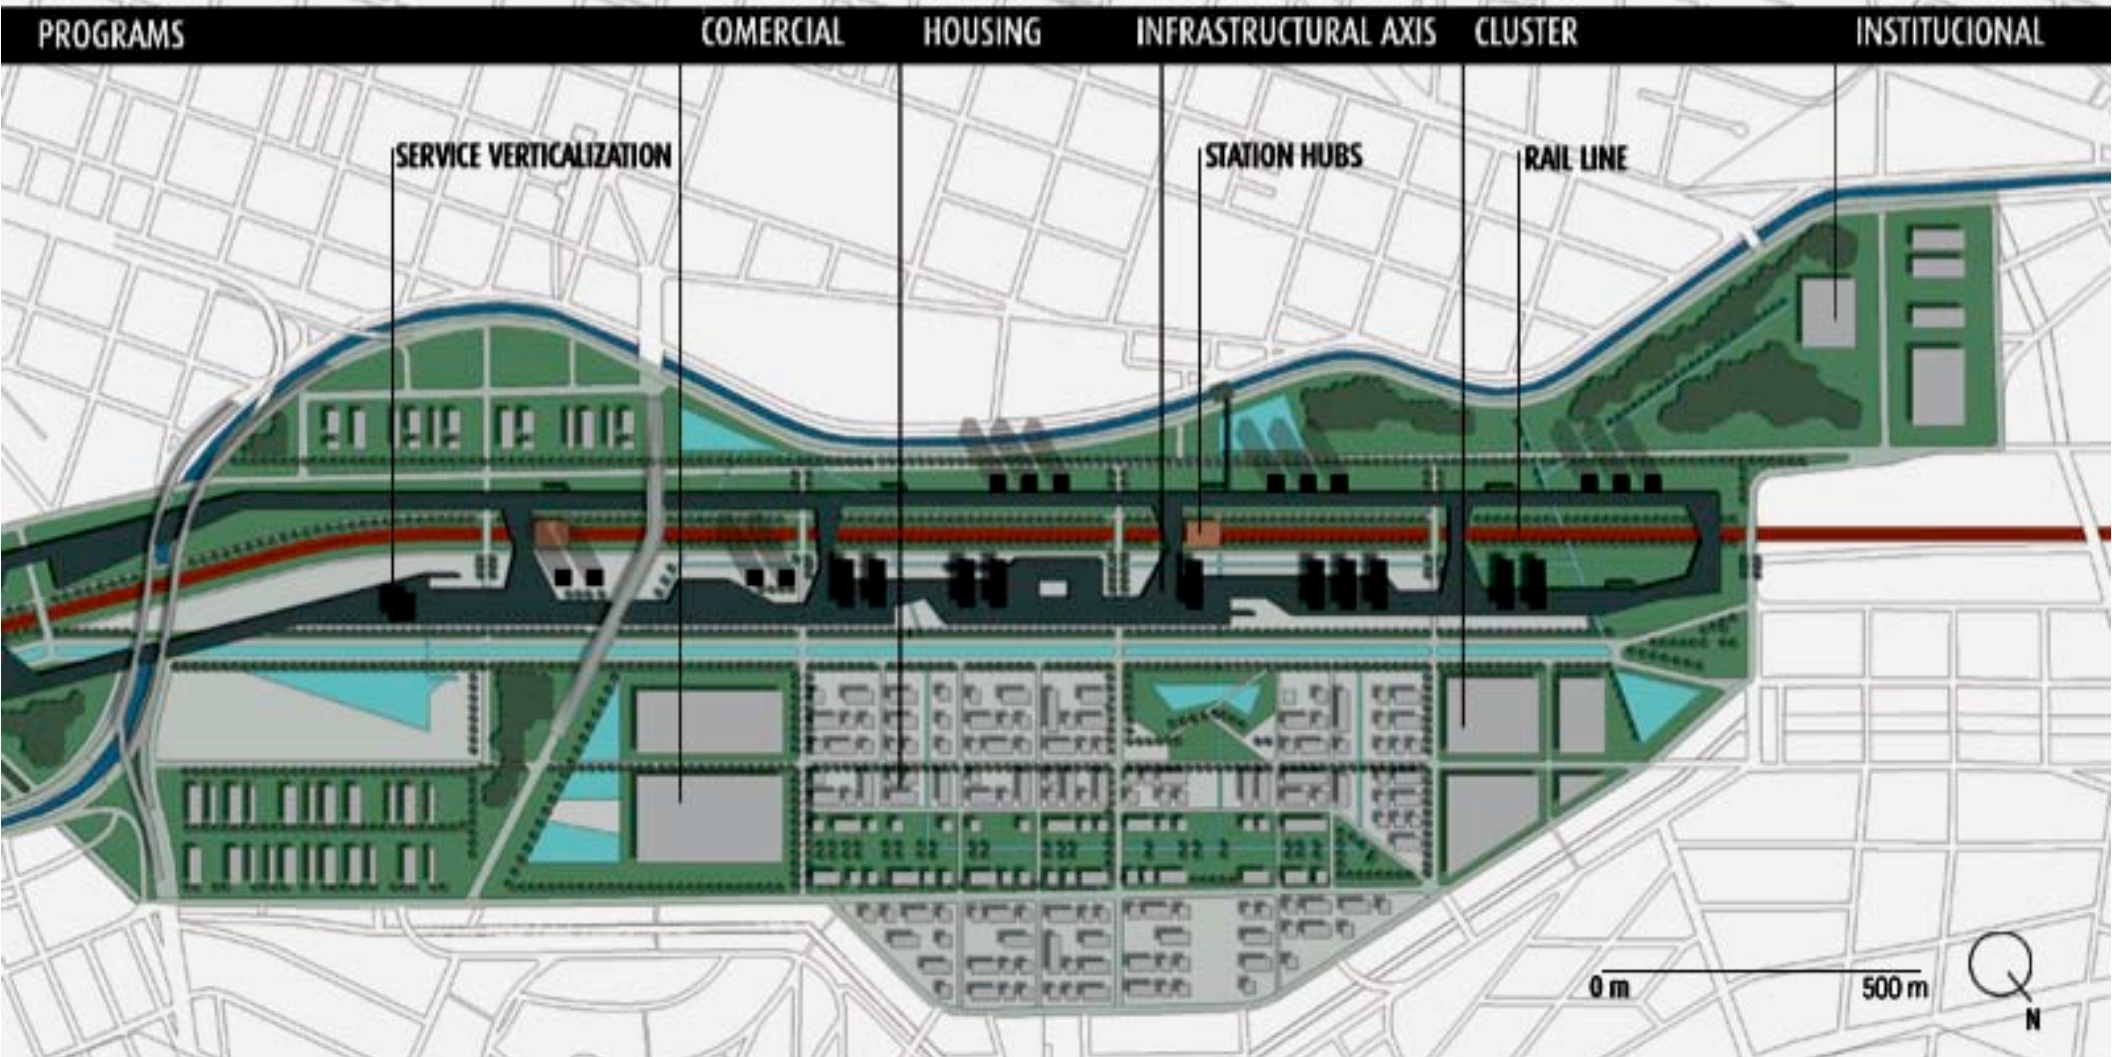 PROGRAMS COMERCIAL HOUSING INFRASTRUCTURAL AXIS CLUSTER INSTITUCIONAL
SERVICE VERTICALIZATION STATION HUBS RAIL LINE
0 m 500 m
N